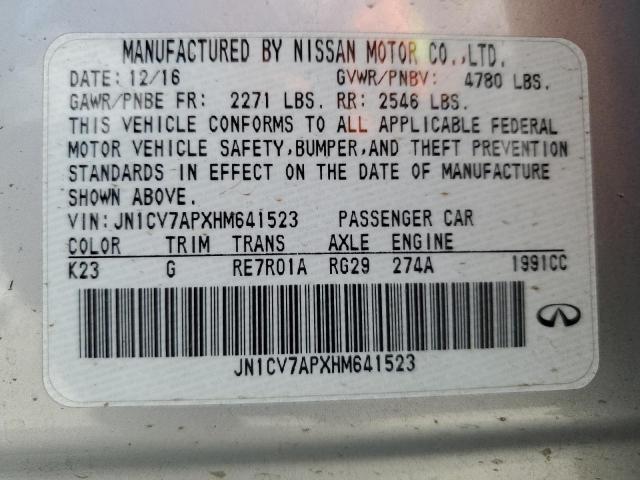 MANUFACTURED BY NISSAN MOTOR CO.,LTD.
DATE: 12/16 GVWR/PNBV: 4780 LBS.
GAWR/PNBE FR: 2271 LBS. RR: 2546 LBS.
THIS VEHICLE CONFORMS TO ALL APPLICABLE FEDERAL
MOTOR VEHICLE SAFETY,BUMPER,AND THEFT PREVENTION
STANDARDS IN EFFECT ON THE DATE OF MANUFACTURE
SHOWN ABOVE.
VIN: JN1CV7APXHM641523 PASSENGER CAR
COLOR TRIM TRANS AXLE ENGINE
K23 G RE7R01A RG29 274A 1991CC
JN1CV7APXHM641523